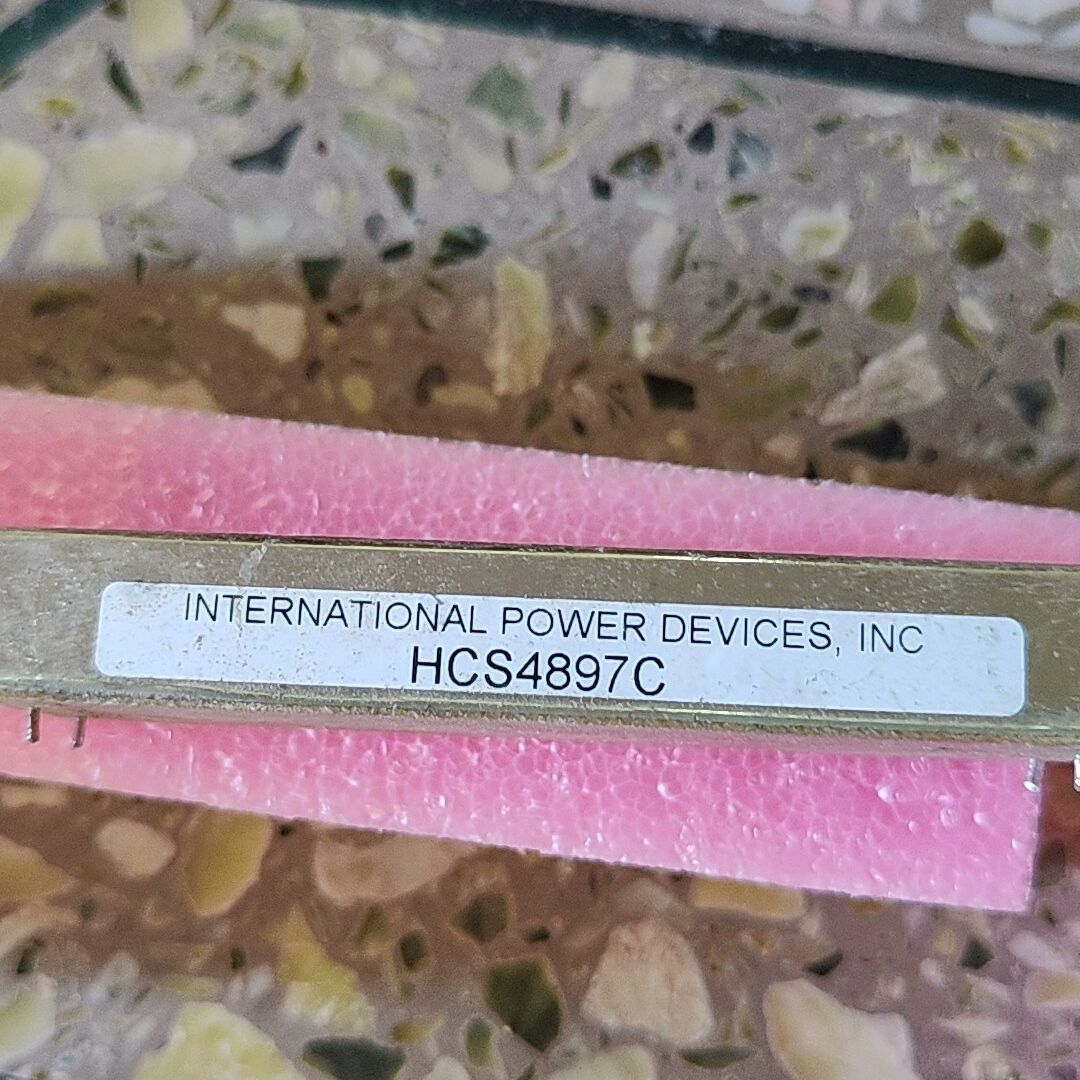 INTERNATIONAL POWER DEVICES, INC
HCS4897C